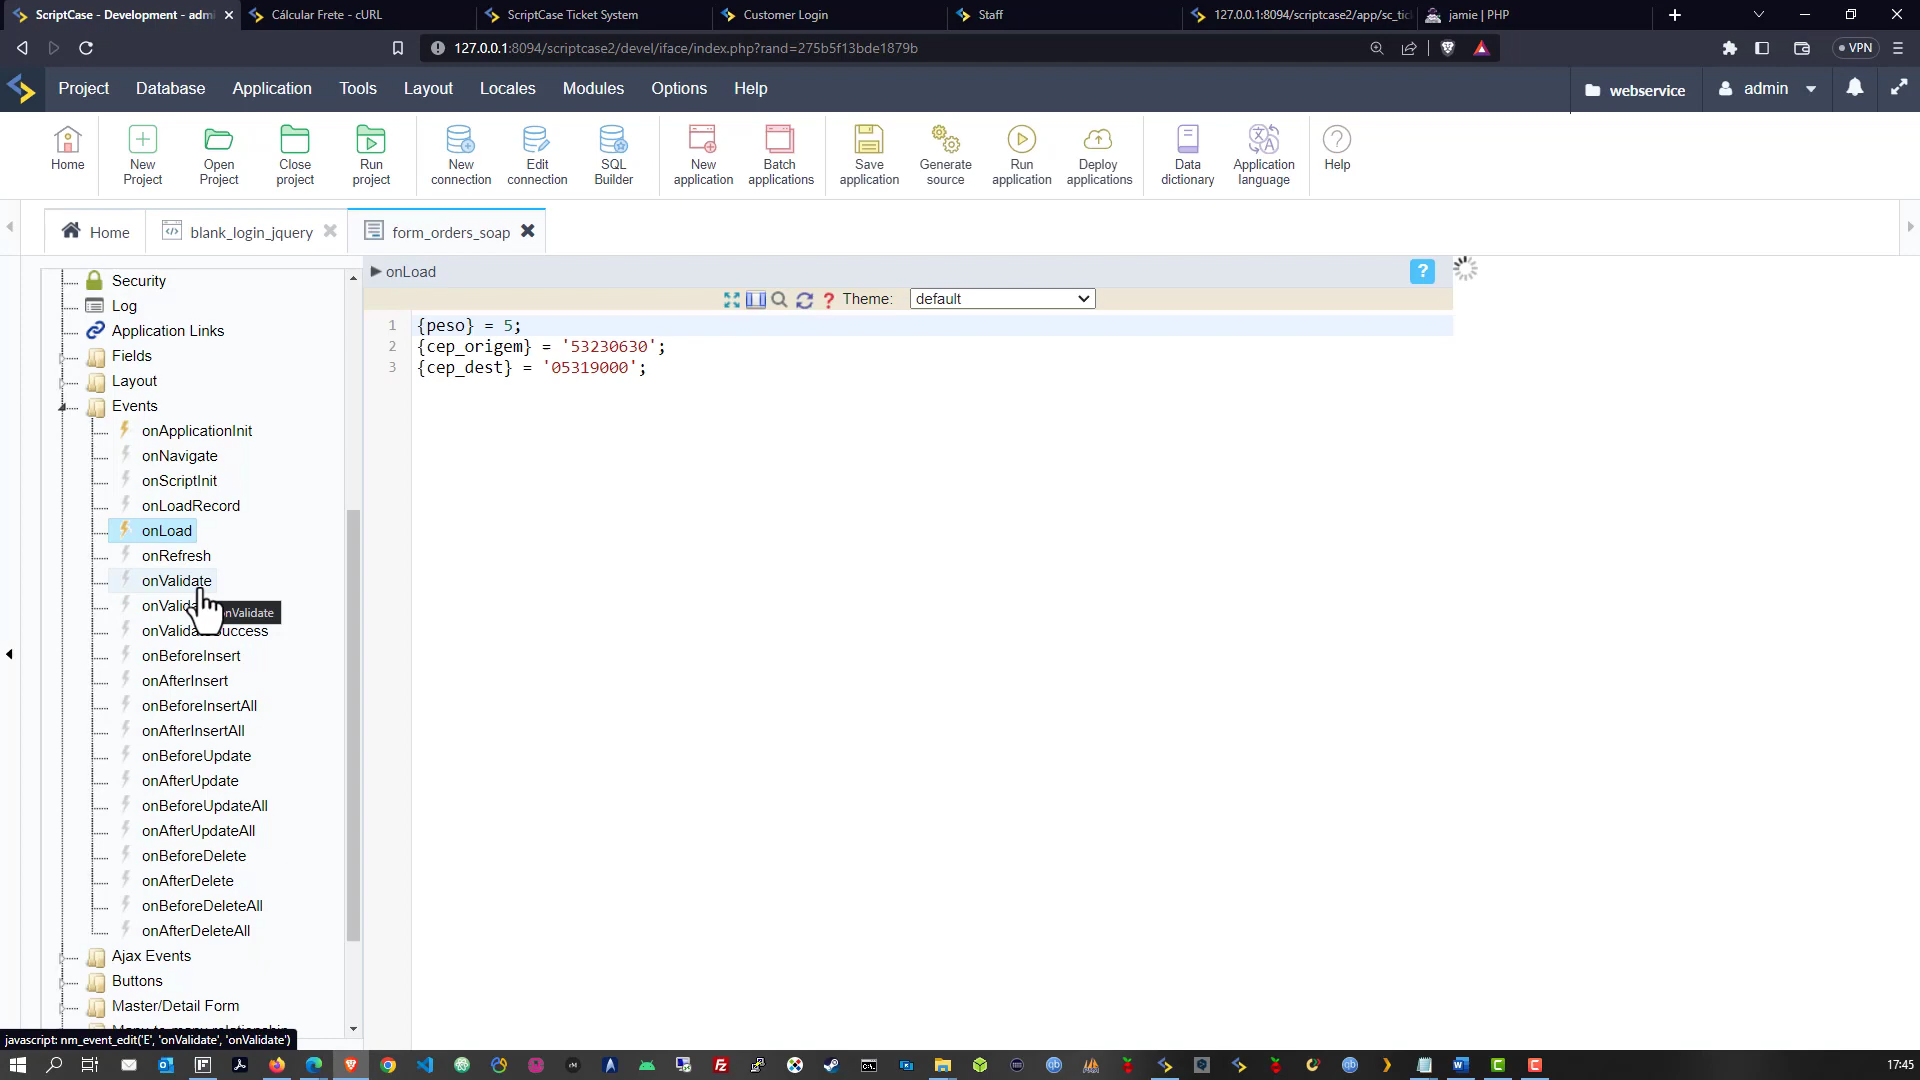 ScriptCase - Development - admi
Cálcular Frete - cURL
ScriptCase Ticket System
Customer Login
Staff
127.0.0.1:8094/scriptcase2/app/sc_tic
jamie | PHP
127.0.0.1:8094/scriptcase2/devel/iface/index.php?rand=275b5f13bde1879b
VPN
Project
Database
Application
Tools
Layout
Locales
Modules
Options
Help
webservice
admin
Home
New Project
Open Project
Close project
Run project
New connection
Edit connection
SQL Builder
New application
Batch applications
Save application
Generate source
Run application
Deploy applications
Data dictionary
Application language
Help
Home
blank_login_jquery
form_orders_soap
Security
Log
Application Links
Fields
Layout
Events
onApplicationInit
onNavigate
onScriptInit
onLoadRecord
onLoad
onRefresh
onValidate
onValida
onValidate
onValidateSuccess
onBeforeInsert
onAfterInsert
onBeforeInsertAll
onAfterInsertAll
onBeforeUpdate
onAfterUpdate
onBeforeUpdateAll
onAfterUpdateAll
onBeforeDelete
onAfterDelete
onBeforeDeleteAll
onAfterDeleteAll
Ajax Events
Buttons
Master/Detail Form
onLoad
?
? Theme: default
1 {peso} = 5;
2 {cep_origem} = '53230630';
3 {cep_dest} = '05319000';
javascript: nm_event_edit('E', 'onValidate', 'onValidate')
17:45